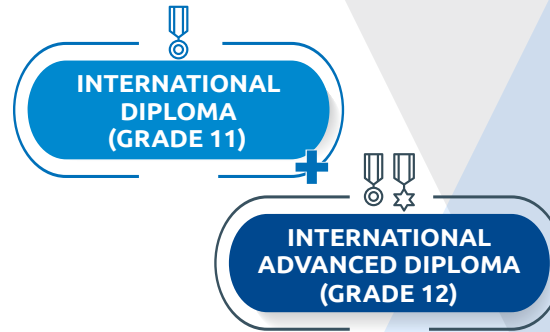 INTERNATIONAL
DIPLOMA
(GRADE 11)
INTERNATIONAL
ADVANCED DIPLOMA
(GRADE 12)